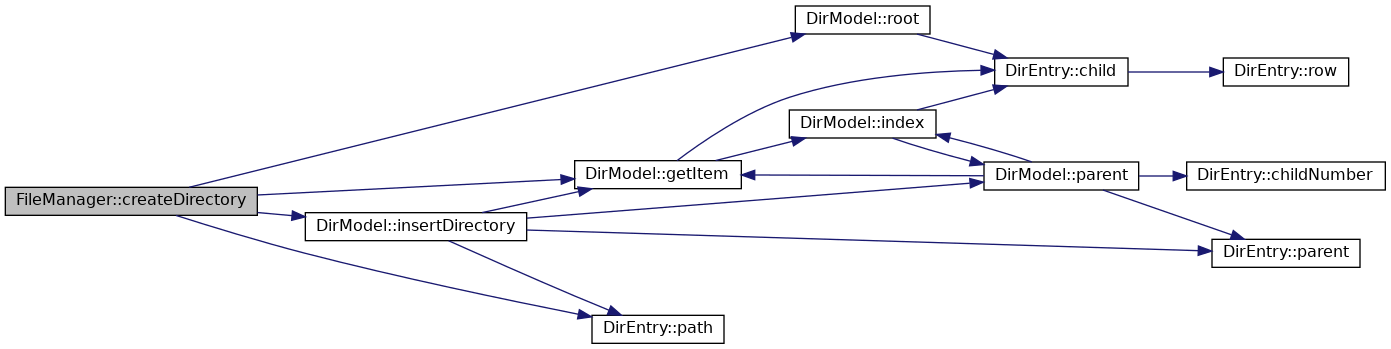 DirModel::root
DirEntry::child
DirEntry::row
DirModel::index
DirModel::getItem
DirModel::parent
DirEntry::childNumber
FileManager::createDirectory
DirModel::insertDirectory
DirEntry::parent
DirEntry::path